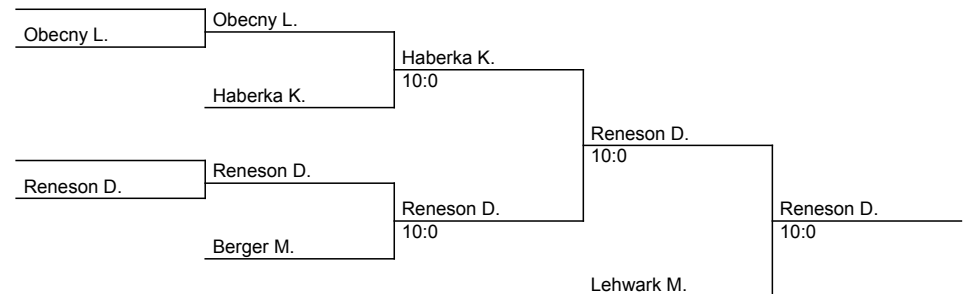 Obecny L.
Obecny L.
Haberka K.
10:0
Haberka K.
Reneson D.
10:0
Reneson D.
Reneson D.
Reneson D.
10:0
Reneson D.
10:0
Berger M.
Lehwark M.